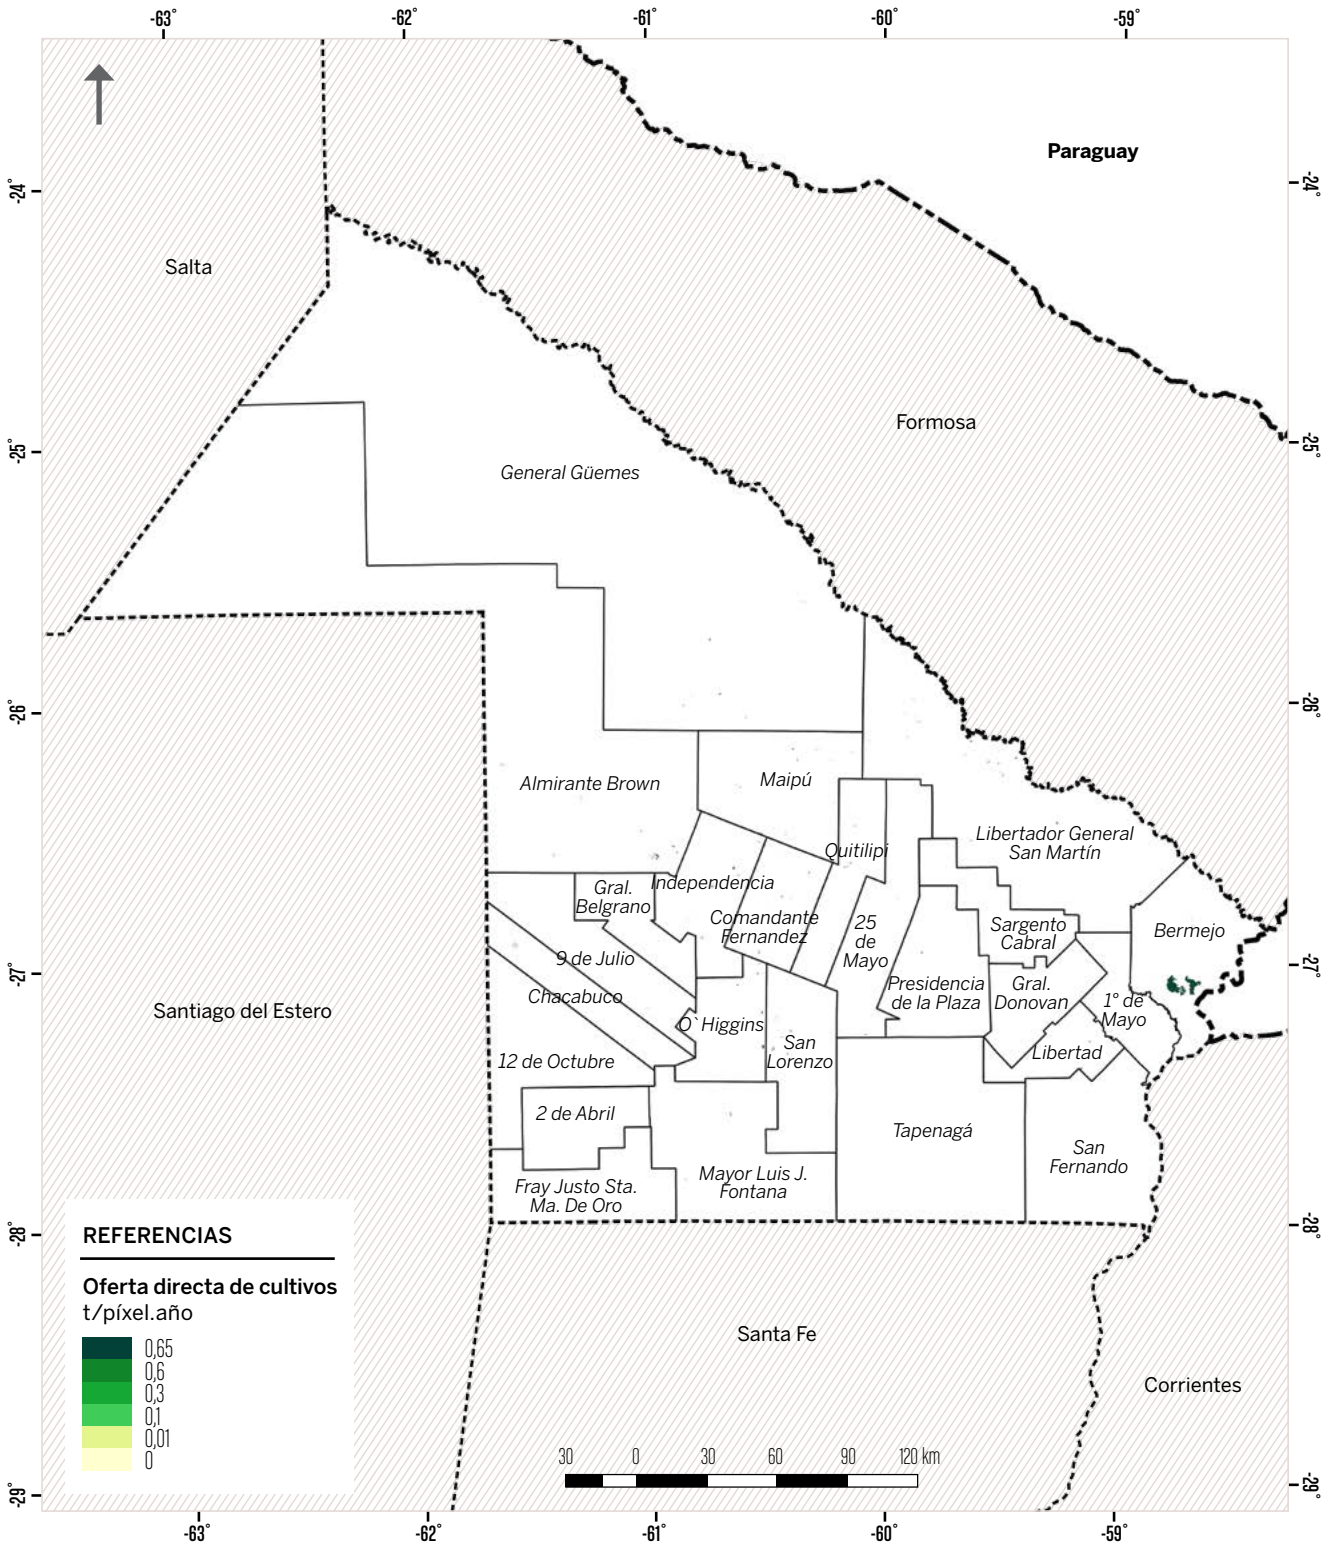 -63°
-62°
-61°
-60°
-59°
Paraguay
-24°
-24°
Salta
Formosa
-25°
-25°
General Güemes
-26°
-26°
Almirante Brown
Maipú
Libertador General
San Martín
Quitilipi
Gral.
Belgrano
Independencia
Comandante
Fernandez
25
de
Mayo
Sargento
Cabral
Bermejo
9 de Julio
-27°
-27°
Chacabuco
Presidencia
de la Plaza
Gral.
Donovan
1° de
Mayo
Santiago del Estero
O`Higgins
San
Lorenzo
Libertad
12 de Octubre
2 de Abril
Tapenagá
San
Fernando
Mayor Luis J.
Fontana
Fray Justo Sta.
Ma. De Oro
-28°
-28°
REFERENCIAS
Oferta directa de cultivos
t/píxel.año
0,65
0,6
0,3
0,1
0,01
0
Santa Fe
Corrientes
30 0 30 60 90 120 km
-29°
-29°
-63°
-62°
-61°
-60°
-59°